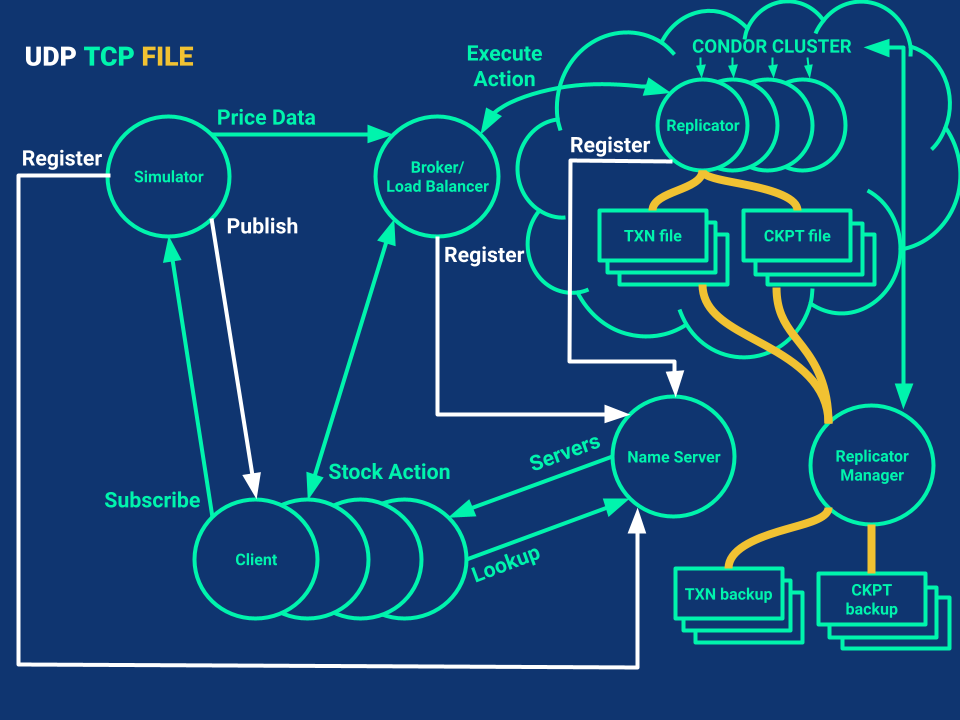 UDP TCP FILE
Execute
Action
CONDOR CLUSTER
Price Data
Replicator
Register
Simulator
Broker/
Load Balancer
Register
Publish
Register
TXN file
CKPT file
Subscribe
Stock Action
Servers
Name Server
Replicator
Manager
Client
Lookup
TXN backup
CKPT
backup